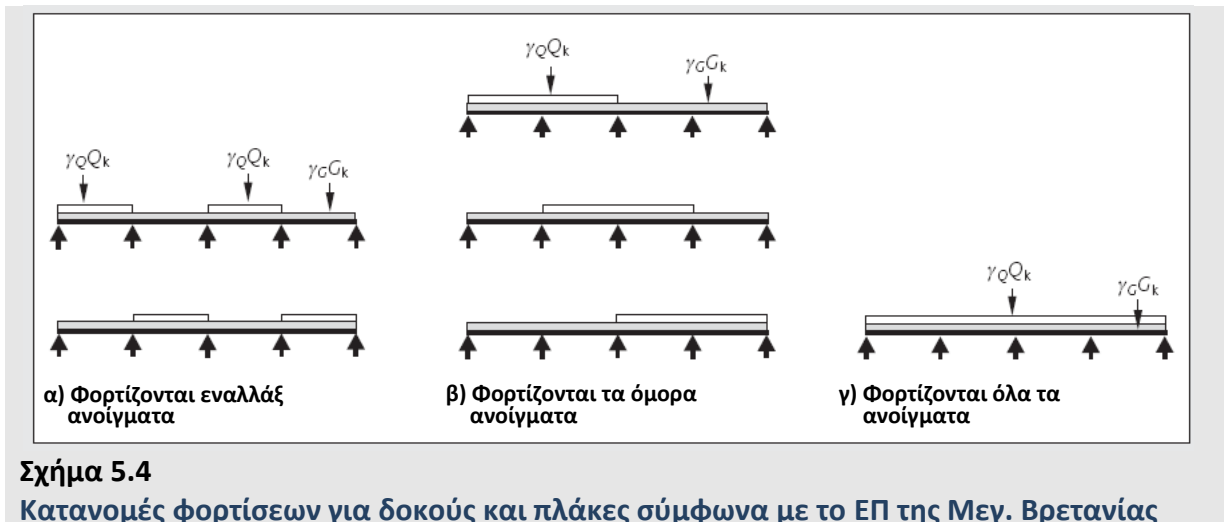 γQQk
γGGk
γQQk
γQQk
γGGk
γQQk
γGGk
α) Φορτίζονται εναλλάξ
ανοίγματα
β) Φορτίζονται τα όμορα
ανοίγματα
γ) Φορτίζονται όλα τα
ανοίγματα
Σχήμα 5.4
Κατανομές φορτίσεων για δοκούς και πλάκες σύμφωνα με το ΕΠ της Μεγ. Βρετανίας